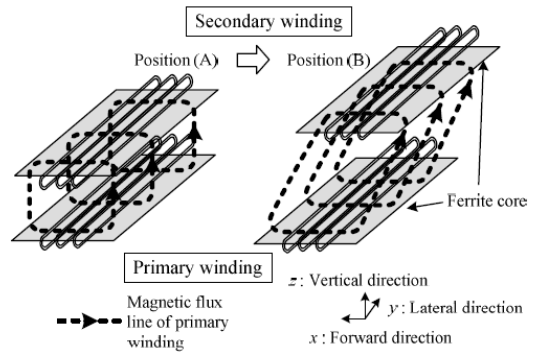 Secondary winding
Position (A)
Position (B)
Ferrite core
Primary winding
Magnetic flux
line of primary
winding
z : Vertical direction
y : Lateral direction
x : Forward direction